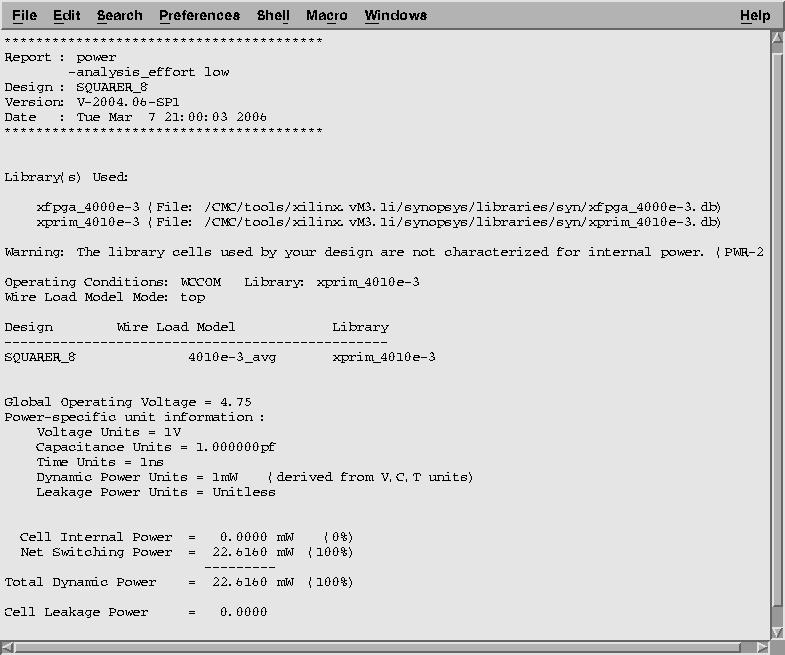 File Edit Search Preferences Shell Macro Windows Help
****************************************
Report : power
-analysis_effort low
Design : SQUARER_8
Version: V-2004.06-SP1
Date : Tue Mar 7 21:00:03 2006
****************************************
Library(s) Used:
xfpga_4000e-3 (File: /CMC/tools/xilinx.vM3.li/synopsys/libraries/syn/xfpga_4000e-3.db)
xprim_4010e-3 (File: /CMC/tools/xilinx.vM3.li/synopsys/libraries/syn/xprim_4010e-3.db)
Warning: The library cells used by your design are not characterized for internal power. (PWR-2
Operating Conditions: WCCOM Library: xprim_4010e-3
Wire Load Model Mode: top
Design Wire Load Model Library
------------------------------------------------
SQUARER_8 4010e-3_avg xprim_4010e-3
Global Operating Voltage = 4.75
Power-specific unit information :
Voltage Units = 1V
Capacitance Units = 1.000000pf
Time Units = 1ns
Dynamic Power Units = 1mW (derived from V,C,T units)
Leakage Power Units = Unitless
Cell Internal Power = 0.0000 mW (0%)
Net Switching Power = 22.6160 mW (100%)
---------
Total Dynamic Power = 22.6160 mW (100%)
Cell Leakage Power = 0.0000